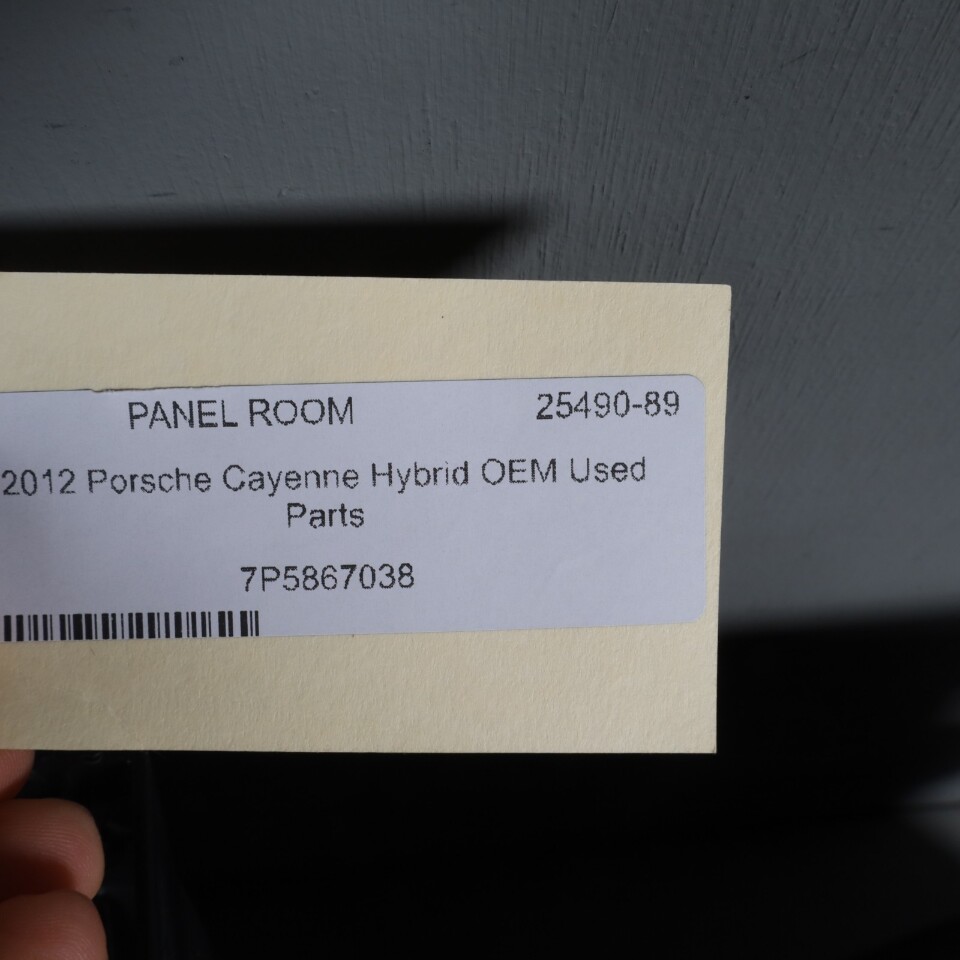 PANEL ROOM 25490-89
2012 Porsche Cayenne Hybrid OEM Used
Parts
7P5867038